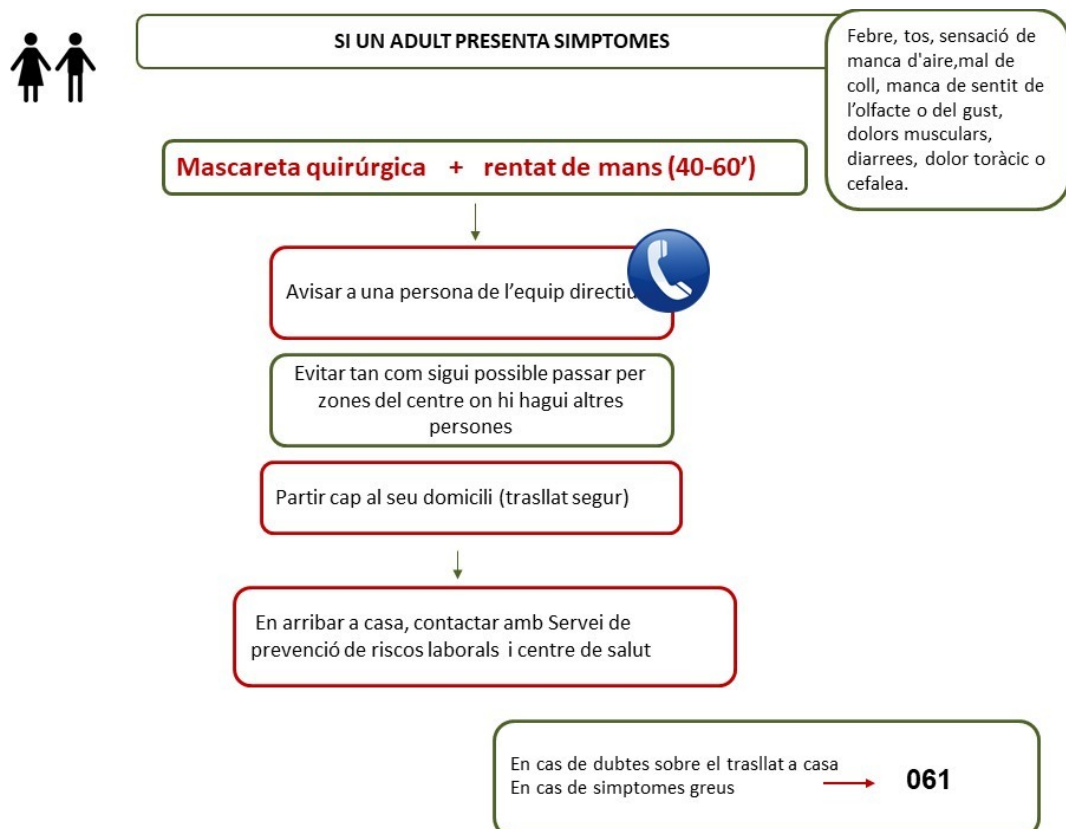 SI UN ADULT PRESENTA SIMPTOMES
Febre, tos, sensació de
manca d'aire,mal de
coll, manca de sentit de
l’olfacte o del gust,
dolors musculars,
diarrees, dolor toràcic o
cefalea.
Mascareta quirúrgica + rentat de mans (40-60’)
Avisar a una persona de l’equip directiu
Evitar tan com sigui possible passar per
zones del centre on hi hagui altres
persones
Partir cap al seu domicili (trasllat segur)
En arribar a casa, contactar amb Servei de
prevenció de riscos laborals i centre de salut
En cas de dubtes sobre el trasllat a casa
En cas de simptomes greus 061